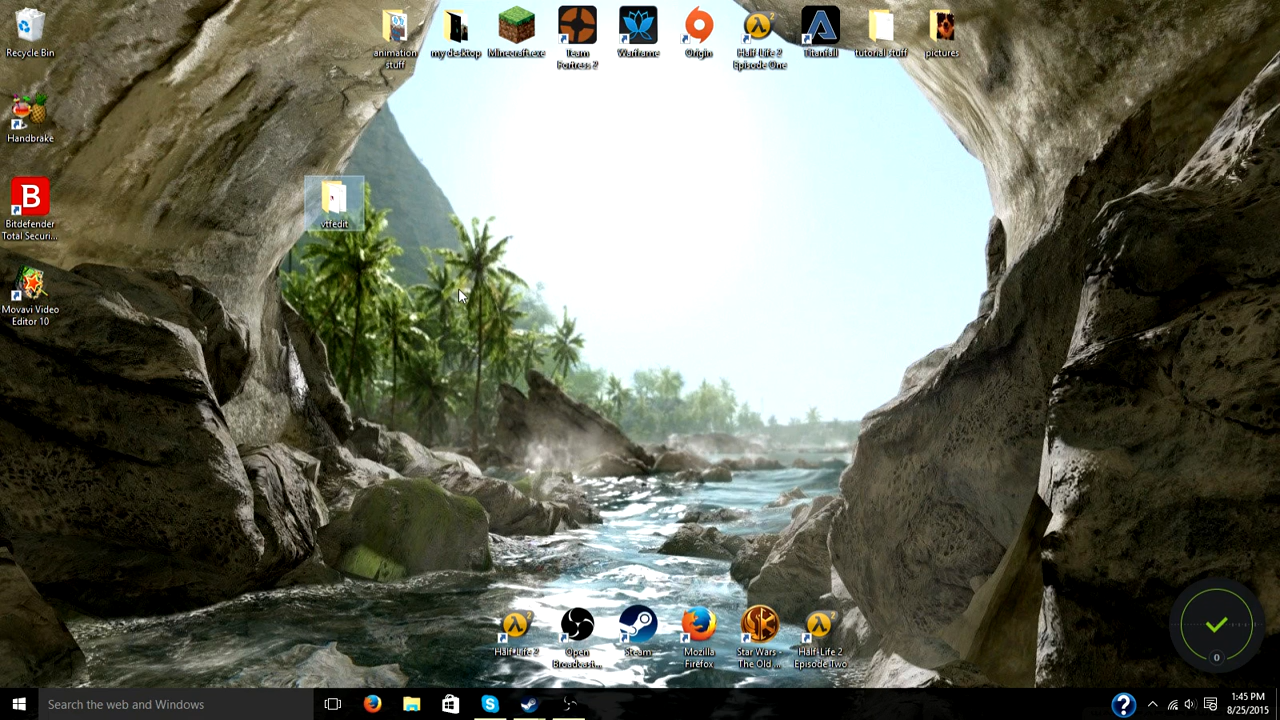 Recycle Bin
animation
stuff
my desktop
Minecraft.exe
Team
Fortress 2
Warframe
Origin
Half-Life 2
Episode One
Titanfall
tutorial stuff
pictures
Handbrake
B
Bitdefender
Total Securi...
vtfedit
Movavi Video
Editor 10
Half-Life 2
Open
Broadcast...
Steam
Mozilla
Firefox
Star Wars -
The Old ...
Half-Life 2
Episode Two
0
Search the web and Windows
1:45 PM
8/25/2015